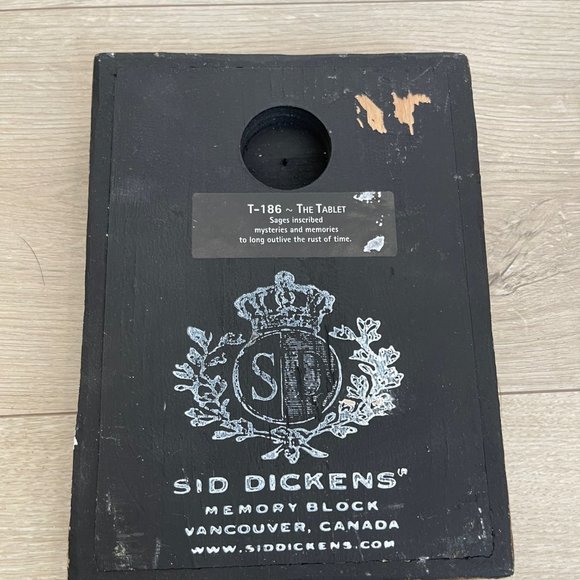 T-186 ~ THE TABLET
Sages inscribed
mysteries and memories
to long outlive the rust of time.
SD
SID DICKENS
MEMORY BLOCK
VANCOUVER, CANADA
WWW.SIDDICKENS.COM